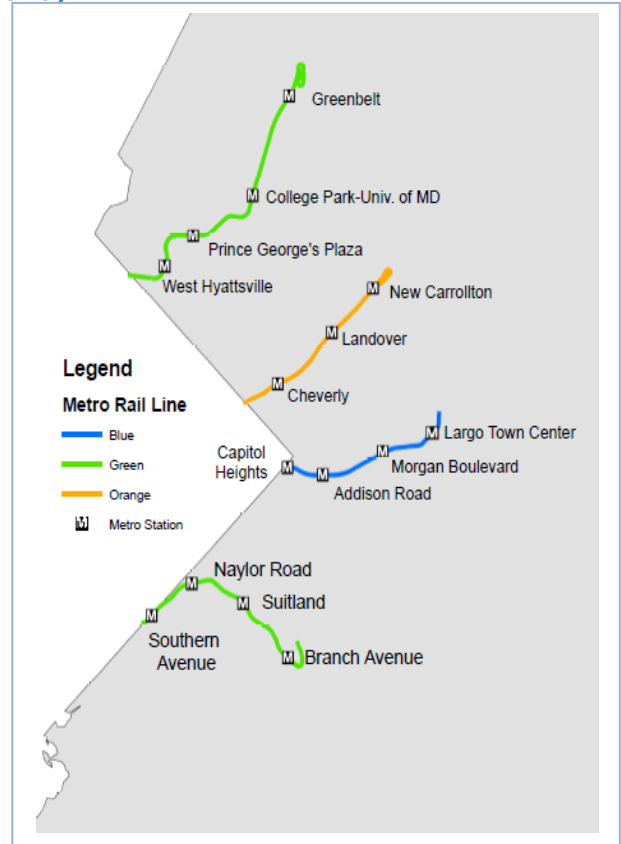 Greenbelt
College Park-Univ. of MD
Prince George's Plaza
West Hyattsville
New Carrollton
Landover
Cheverly
Legend
Metro Rail Line
Blue
Green
Orange
M Metro Station
Largo Town Center
Capitol
Heights
Morgan Boulevard
Addison Road
Naylor Road
Suitland
Southern
Avenue
Branch Avenue